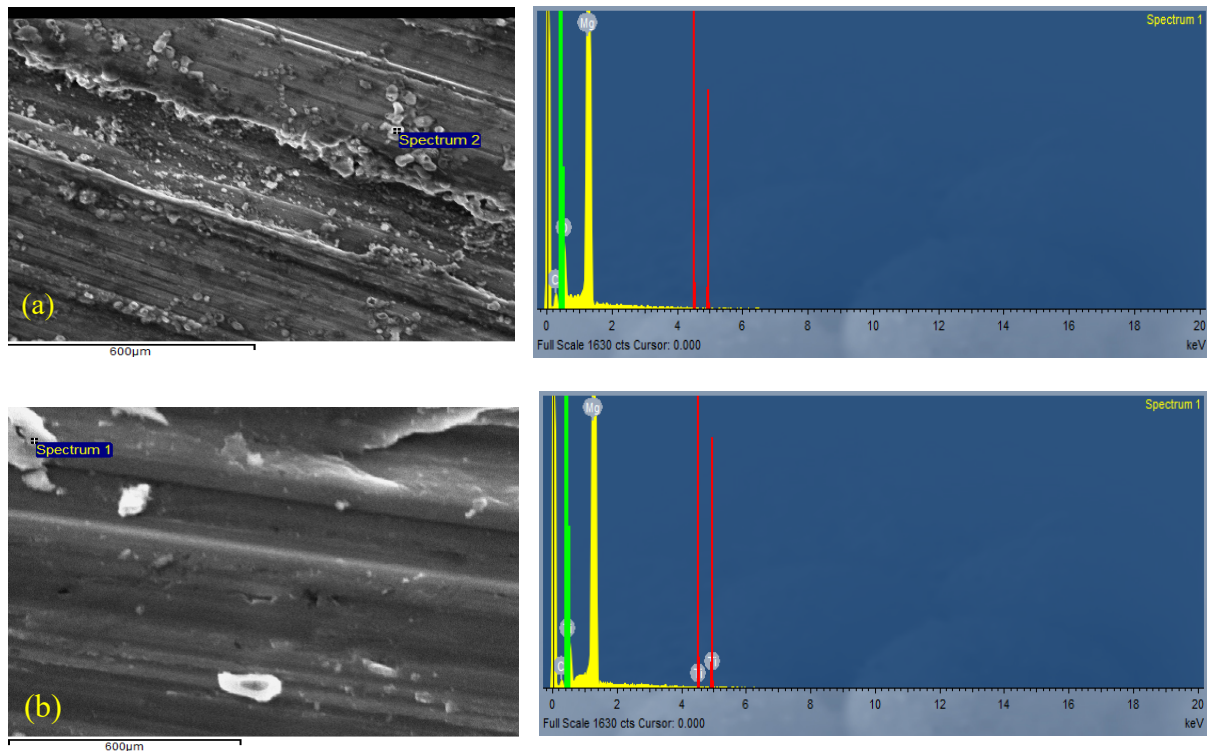 Spectrum 2
(a)
600µm
Spectrum 1
Mg
C
0 2 4 6 8 10 12 14 16 18 20
Full Scale 1630 cts Cursor: 0.000 keV
Spectrum 1
(b)
600µm
Spectrum 1
Mg
C
Ti
0 2 4 6 8 10 12 14 16 18 20
Full Scale 1630 cts Cursor: 0.000 keV